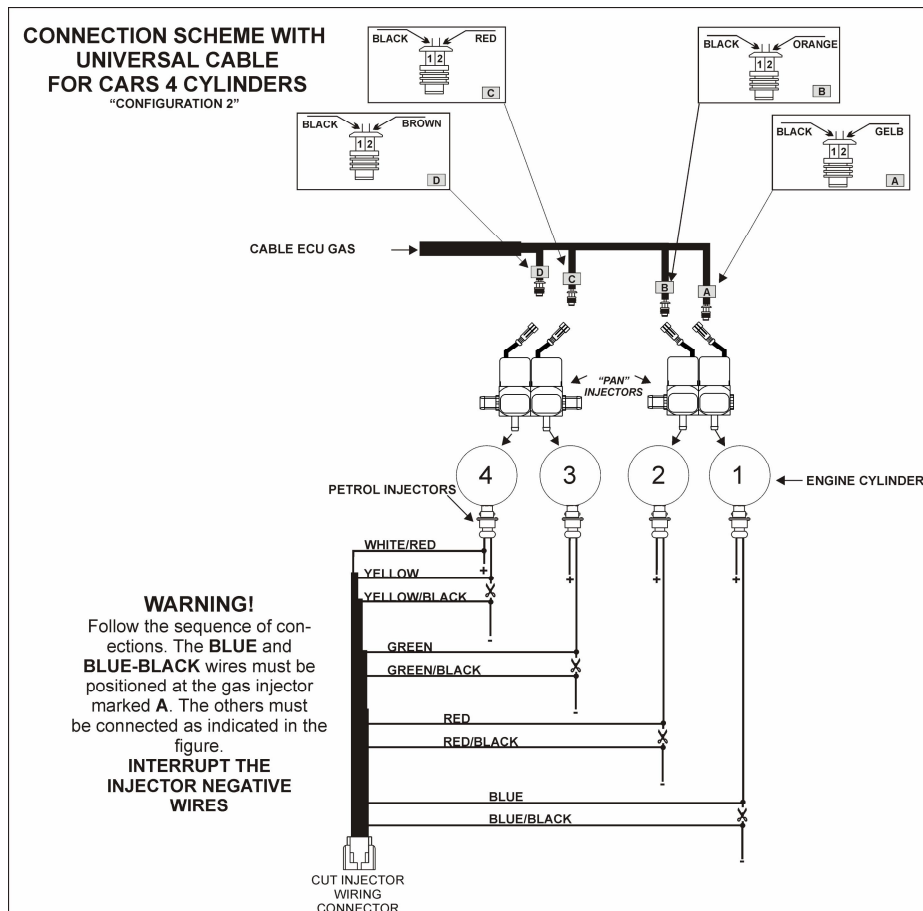 CONNECTION SCHEME WITH
UNIVERSAL CABLE
FOR CARS 4 CYLINDERS
"CONFIGURATION 2"
BLACK RED
1 2
C
BLACK ORANGE
1 2
B
BLACK BROWN
1 2
D
BLACK GELB
1 2
A
CABLE ECU GAS
D
C
B
A
"PAN"
INJECTORS
4
3
2
1
ENGINE CYLINDER
PETROL INJECTORS
WHITE/RED
+
+
+
+
YELLOW
YELLOW/BLACK
-
GREEN
GREEN/BLACK
-
RED
RED/BLACK
-
BLUE
BLUE/BLACK
-
WARNING!
Follow the sequence of con-
ections. The BLUE and
BLUE-BLACK wires must be
positioned at the gas injector
marked A. The others must
be connected as indicated in the
figure.
INTERRUPT THE
INJECTOR NEGATIVE
WIRES
CUT INJECTOR
WIRING
CONNECTOR